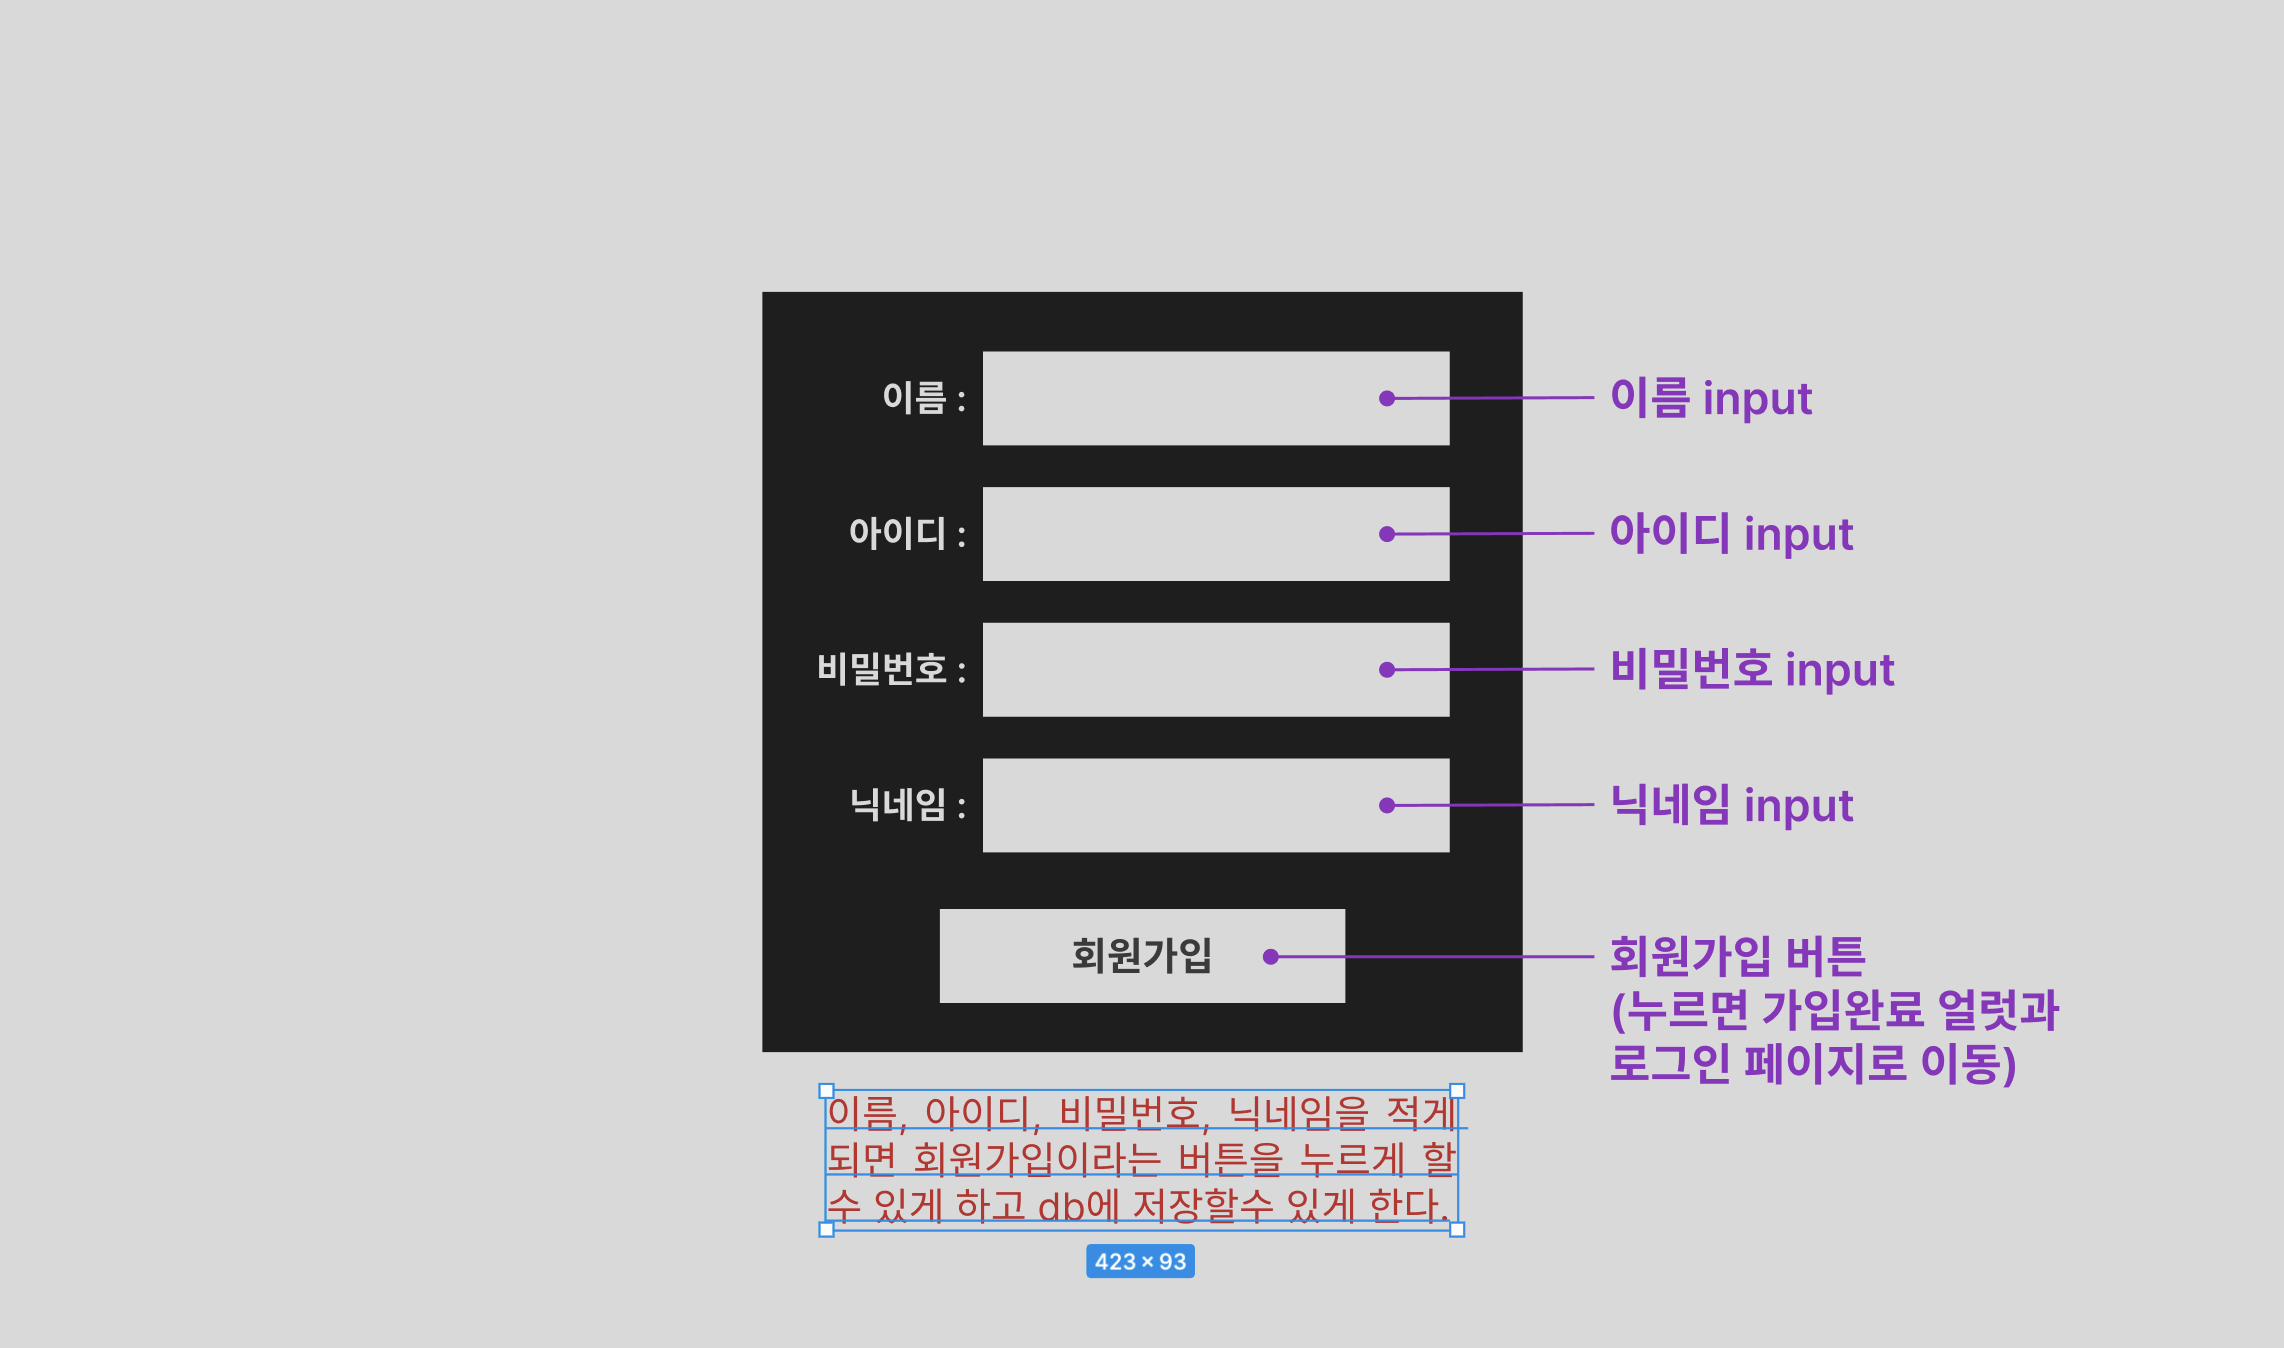 이름 :
이름 input
아이디 :
아이디 input
비밀번호 :
비밀번호 input
닉네임 :
닉네임 input
회원가입
회원가입 버튼
(누르면 가입완료 얼럿과
로그인 페이지로 이동)
이름, 아이디, 비밀번호, 닉네임을 적게
되면 회원가입이라는 버튼을 누르게 할
수 있게 하고 db에 저장할수 있게 한다.
423 × 93